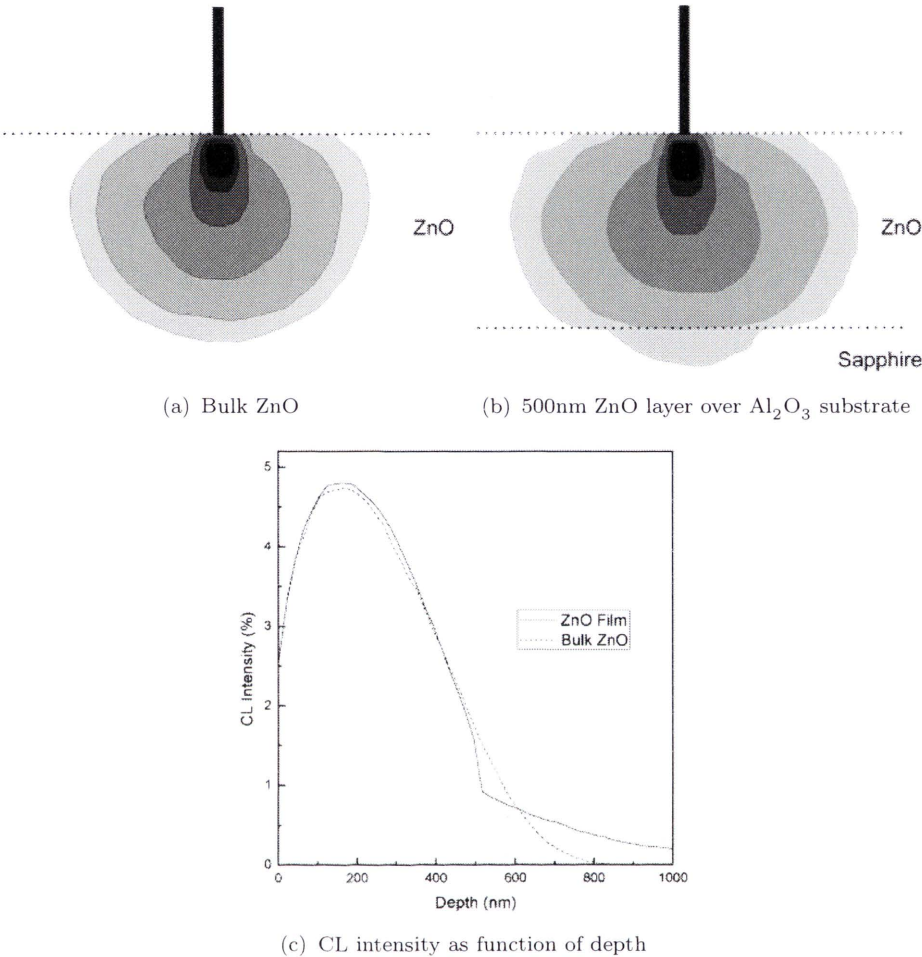 ZnO
ZnO
Sapphire
(a) Bulk ZnO
(b) 500nm ZnO layer over Al₂O₃ substrate
5
4
3
2
1
0
CL Intensity (%)
ZnO Film
Bulk ZnO
0 200 400 600 800 1000
Depth (nm)
(c) CL intensity as function of depth